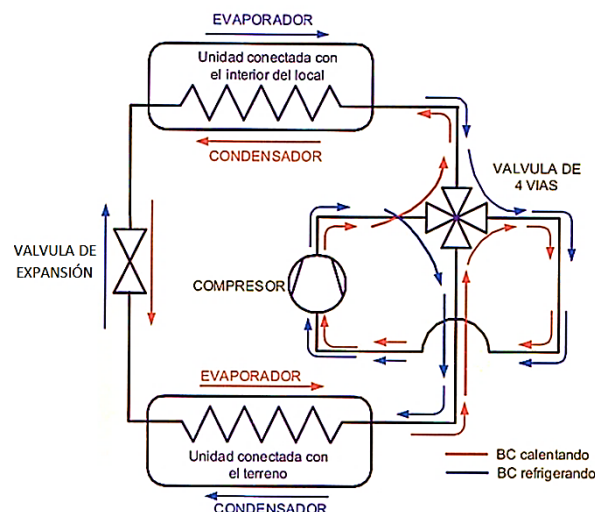 EVAPORADOR
Unidad conectada con
el interior del local
CONDENSADOR
VALVULA DE
4 VIAS
VALVULA DE
EXPANSIÓN
COMPRESOR
EVAPORADOR
Unidad conectada con
el terreno
CONDENSADOR
BC calentando
BC refrigerando